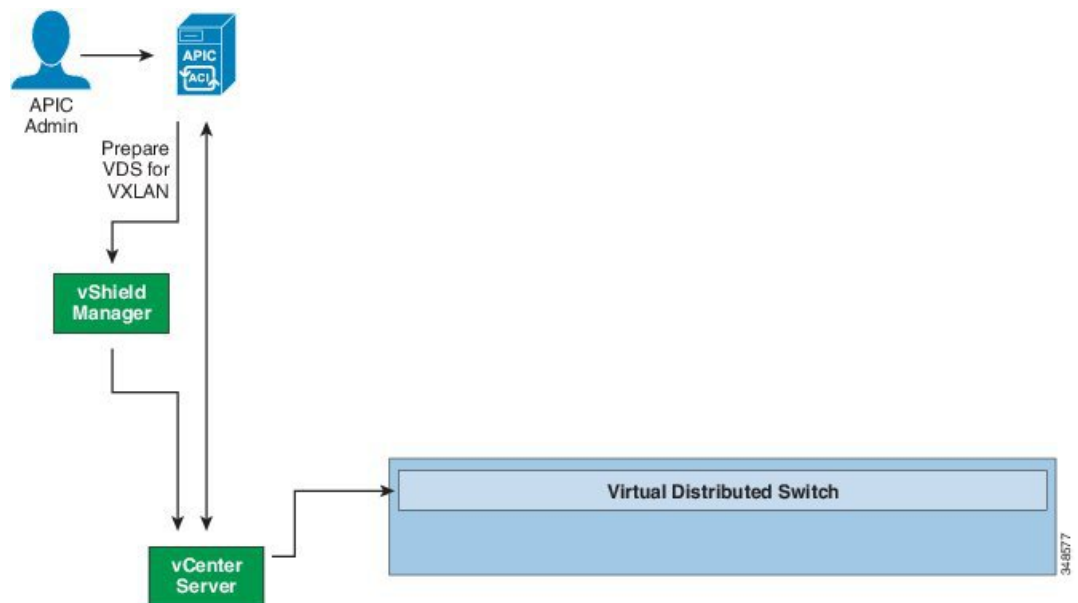 APIC
ACI
APIC
Admin
Prepare
VDS for
VXLAN
vShield
Manager
Virtual Distributed Switch
vCenter
Server
348577